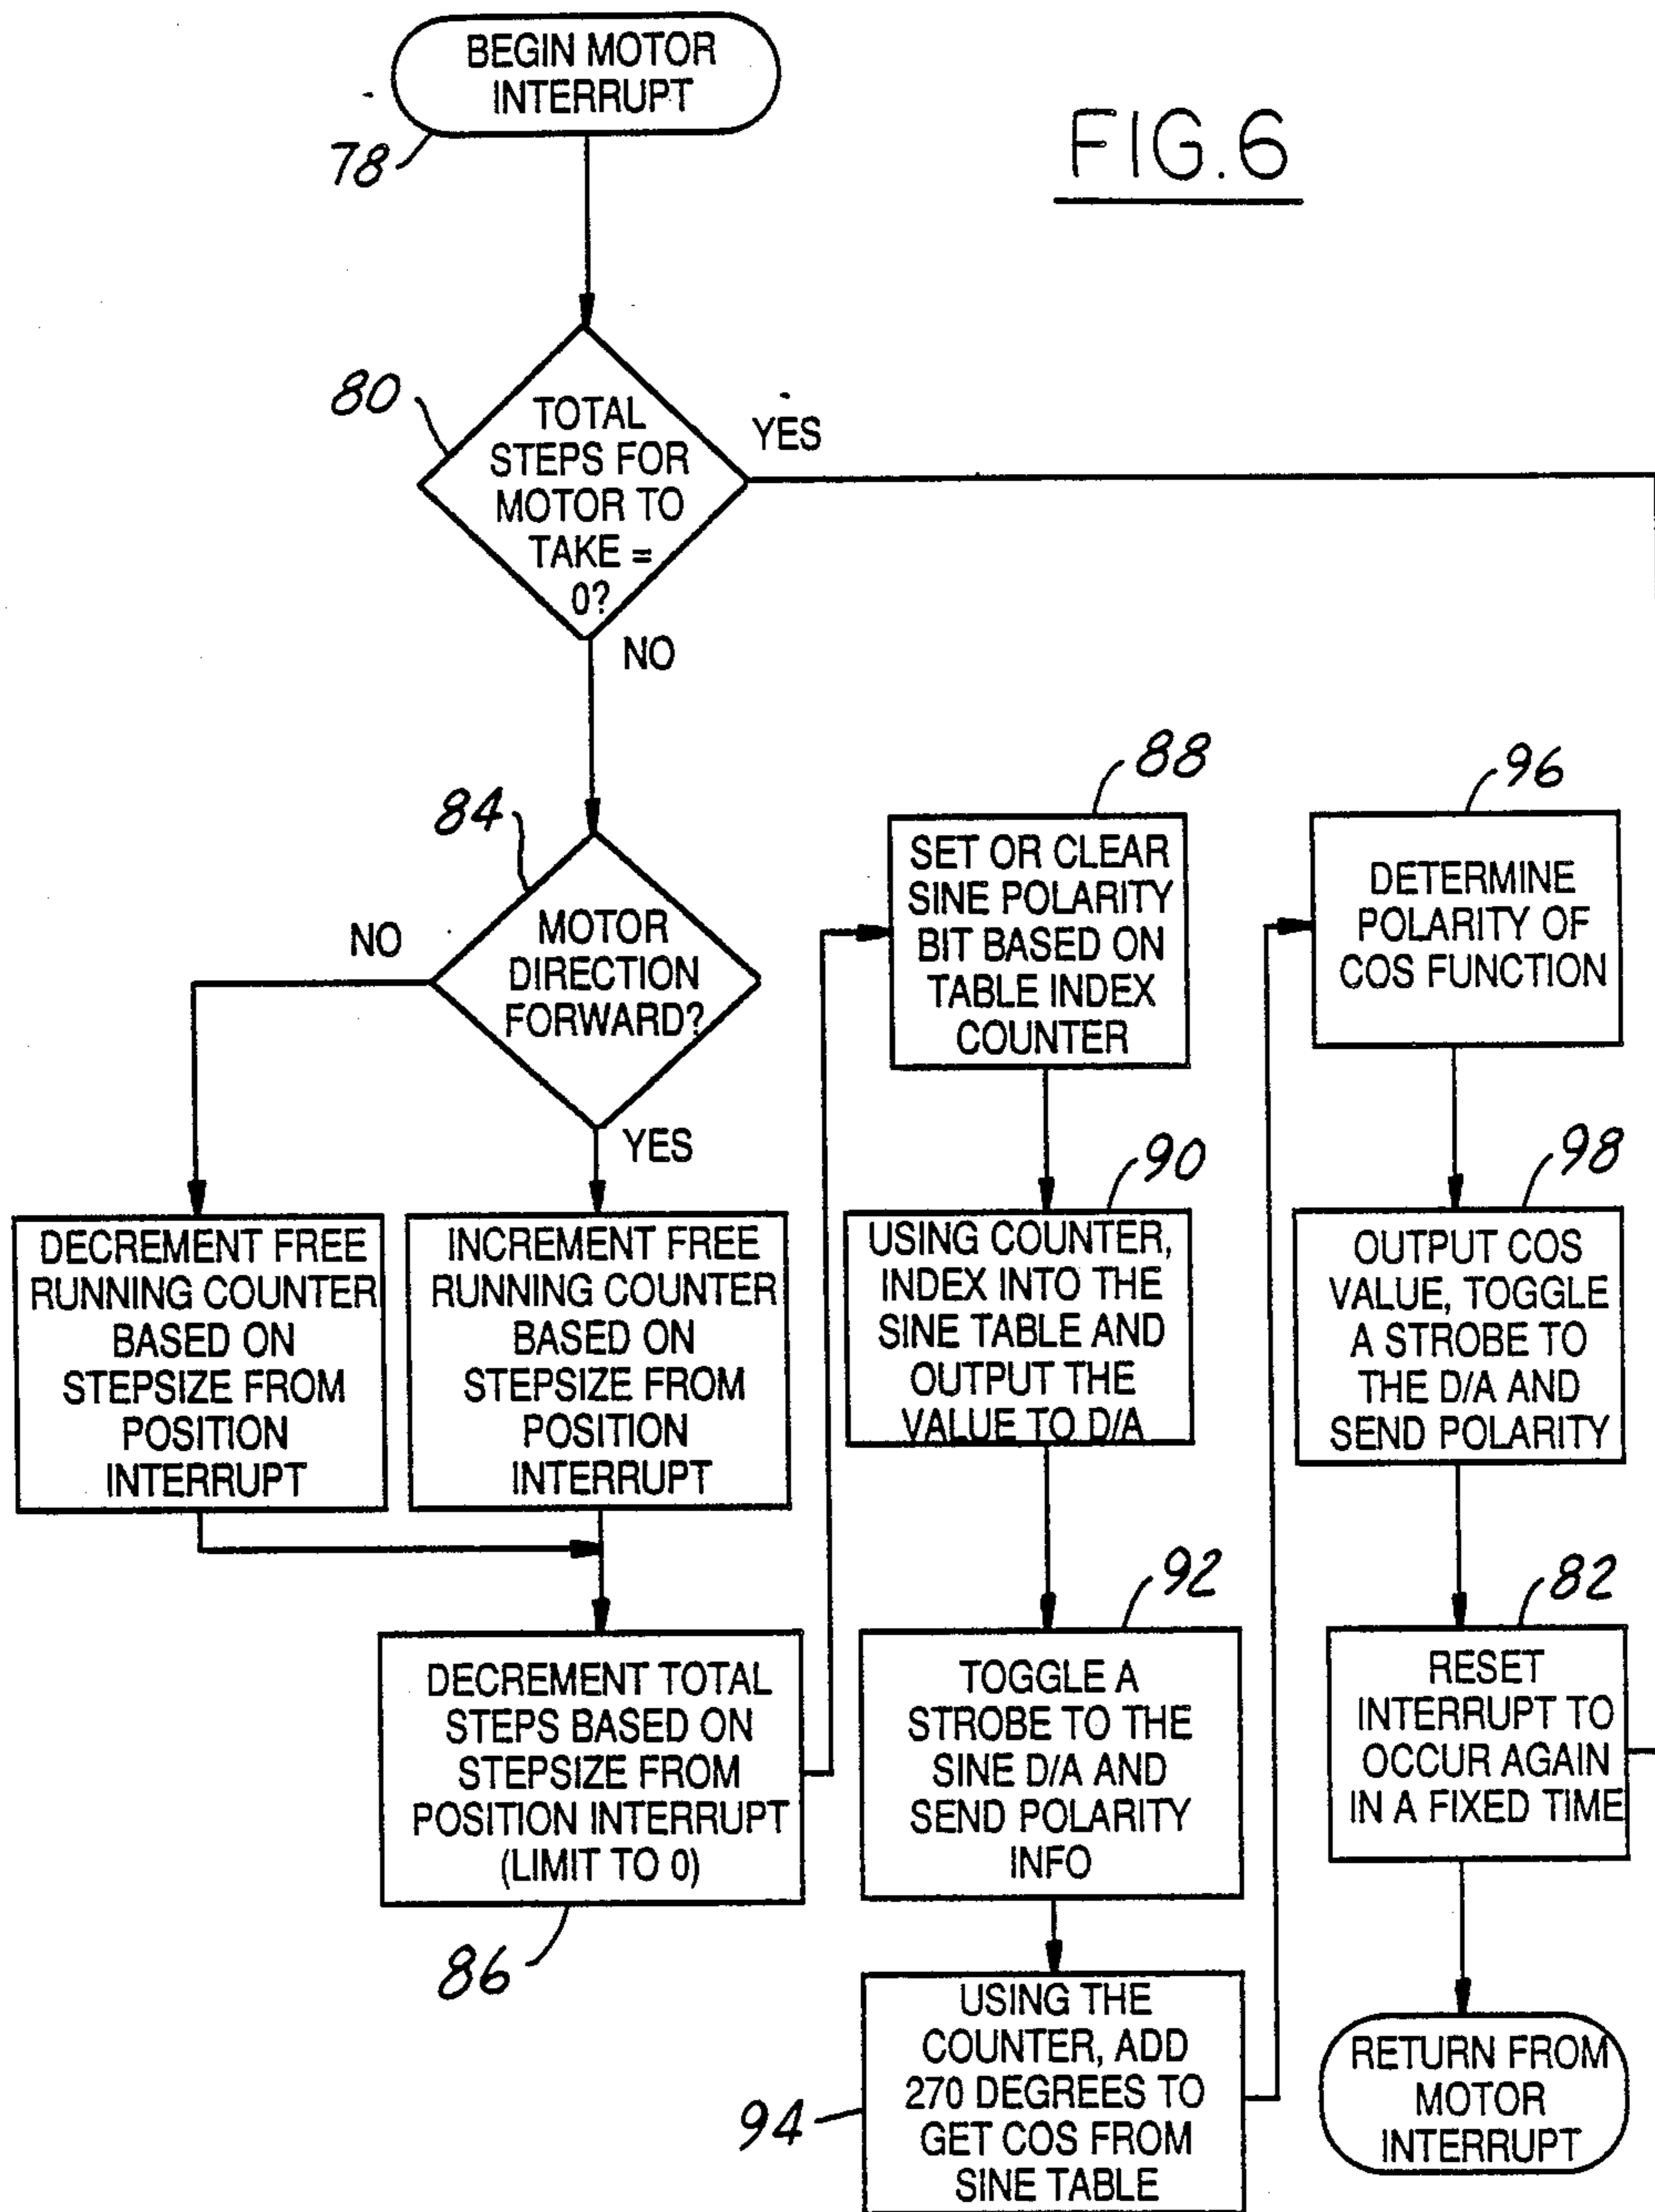 BEGIN MOTOR
INTERRUPT
78
FIG.6
80
TOTAL
STEPS FOR
MOTOR TO
TAKE =
0?
YES
NO
84
MOTOR
DIRECTION
FORWARD?
NO
YES
DECREMENT FREE
RUNNING COUNTER
BASED ON
STEPSIZE FROM
POSITION
INTERRUPT
INCREMENT FREE
RUNNING COUNTER
BASED ON
STEPSIZE FROM
POSITION
INTERRUPT
DECREMENT TOTAL
STEPS BASED ON
STEPSIZE FROM
POSITION INTERRUPT
(LIMIT TO 0)
86
88
SET OR CLEAR
SINE POLARITY
BIT BASED ON
TABLE INDEX
COUNTER
90
USING COUNTER,
INDEX INTO THE
SINE TABLE AND
OUTPUT THE
VALUE TO D/A
92
TOGGLE A
STROBE TO THE
SINE D/A AND
SEND POLARITY
INFO
94
USING THE
COUNTER, ADD
270 DEGREES TO
GET COS FROM
SINE TABLE
96
DETERMINE
POLARITY OF
COS FUNCTION
98
OUTPUT COS
VALUE, TOGGLE
A STROBE TO
THE D/A AND
SEND POLARITY
82
RESET
INTERRUPT TO
OCCUR AGAIN
IN A FIXED TIME
RETURN FROM
MOTOR
INTERRUPT